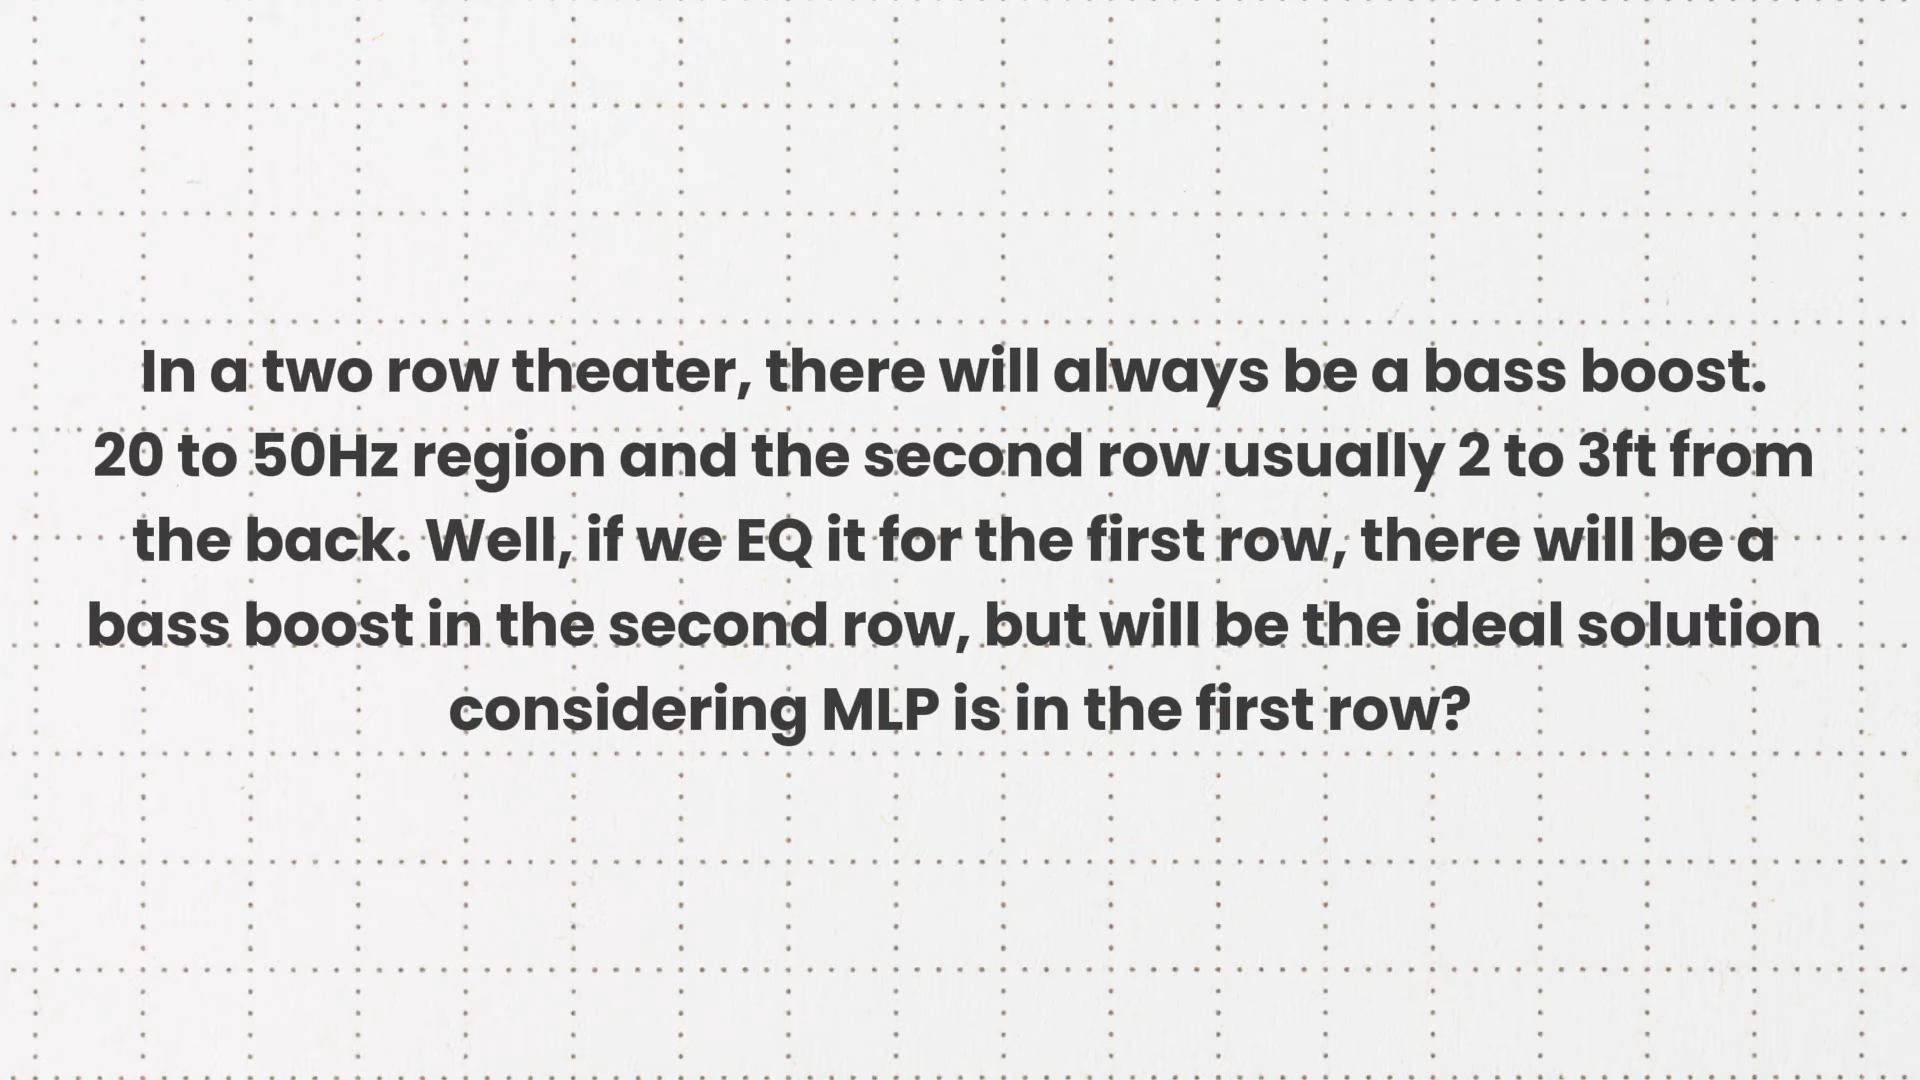 In a two row theater, there will always be a bass boost.
20 to 50Hz region and the second row usually 2 to 3ft from
the back. Well, if we EQ it for the first row, there will be a
bass boost in the second row, but will be the ideal solution
considering MLP is in the first row?